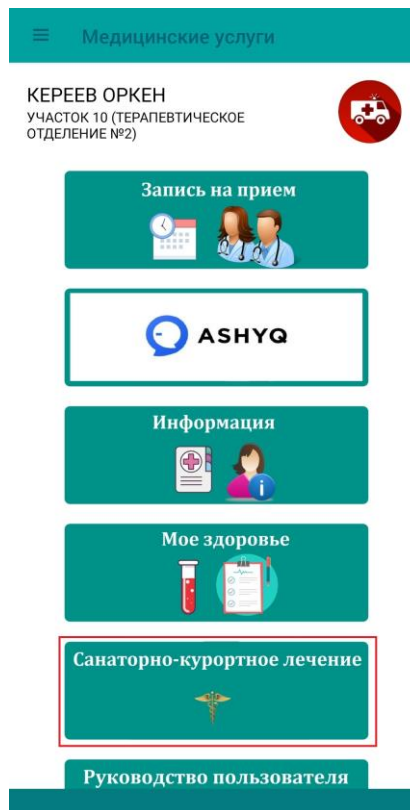 Медицинские услуги
КЕРЕЕВ ОРКЕН
УЧАСТОК 10 (ТЕРАПЕВТИЧЕСКОЕ
ОТДЕЛЕНИЕ №2)
Запись на прием
ASHYQ
Информация
Мое здоровье
Санаторно-курортное лечение
Руководство пользователя